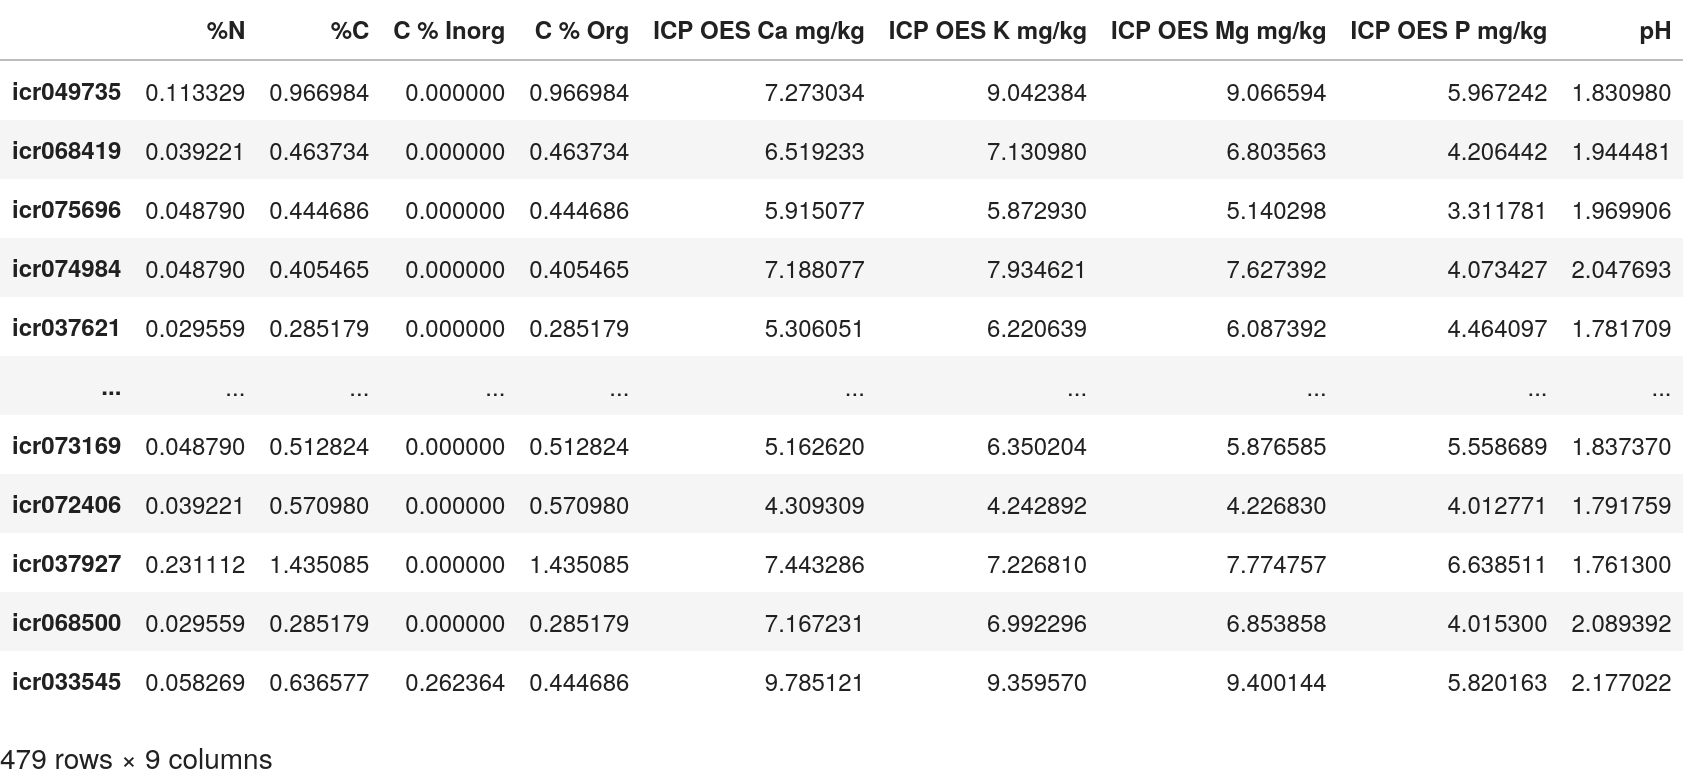 %N %C C % Inorg C % Org ICP OES Ca mg/kg ICP OES K mg/kg ICP OES Mg mg/kg ICP OES P mg/kg pH
icr049735 0.113329 0.966984 0.000000 0.966984 7.273034 9.042384 9.066594 5.967242 1.830980
icr068419 0.039221 0.463734 0.000000 0.463734 6.519233 7.130980 6.803563 4.206442 1.944481
icr075696 0.048790 0.444686 0.000000 0.444686 5.915077 5.872930 5.140298 3.311781 1.969906
icr074984 0.048790 0.405465 0.000000 0.405465 7.188077 7.934621 7.627392 4.073427 2.047693
icr037621 0.029559 0.285179 0.000000 0.285179 5.306051 6.220639 6.087392 4.464097 1.781709
... ... ... ... ... ... ... ... ... ...
icr073169 0.048790 0.512824 0.000000 0.512824 5.162620 6.350204 5.876585 5.558689 1.837370
icr072406 0.039221 0.570980 0.000000 0.570980 4.309309 4.242892 4.226830 4.012771 1.791759
icr037927 0.231112 1.435085 0.000000 1.435085 7.443286 7.226810 7.774757 6.638511 1.761300
icr068500 0.029559 0.285179 0.000000 0.285179 7.167231 6.992296 6.853858 4.015300 2.089392
icr033545 0.058269 0.636577 0.262364 0.444686 9.785121 9.359570 9.400144 5.820163 2.177022
479 rows × 9 columns